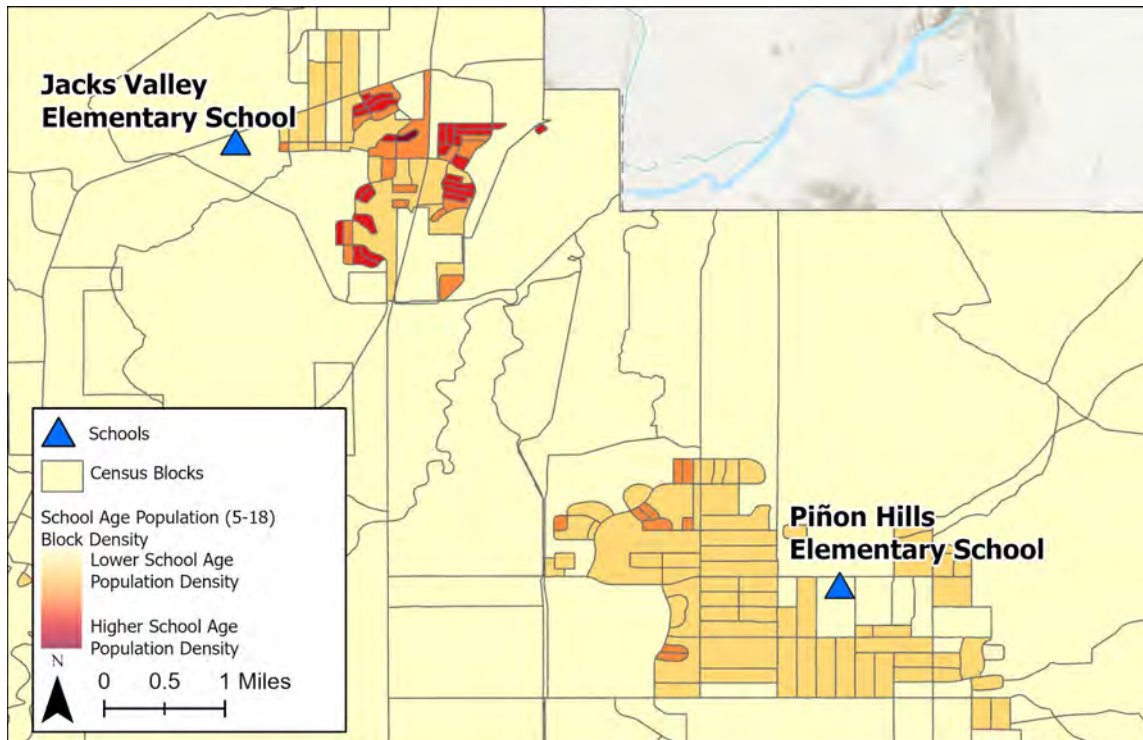 Jacks Valley
Elementary School
Piñon Hills
Elementary School
Schools
Census Blocks
School Age Population (5-18)
Block Density
Lower School Age
Population Density
Higher School Age
Population Density
N
0 0.5 1 Miles